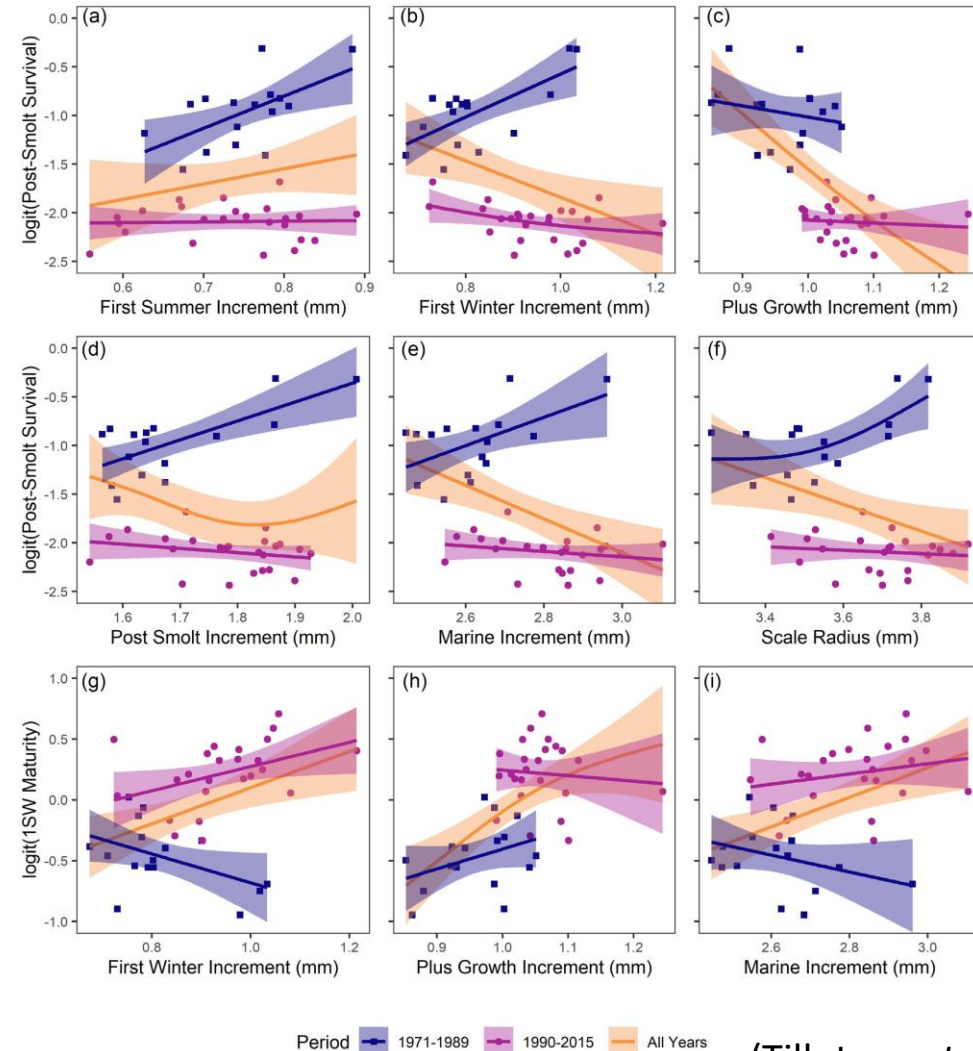 (a) (b) (c)
0.0
-0.5
-1.0
-1.5
-2.0
-2.5
logit(Post-Smolt Survival)
0.6 0.7 0.8 0.9 0.8 1.0 1.2 0.9 1.0 1.1 1.2
First Summer Increment (mm) First Winter Increment (mm) Plus Growth Increment (mm)
(d) (e) (f)
0.0
-0.5
-1.0
-1.5
-2.0
-2.5
logit(Post-Smolt Survival)
1.6 1.7 1.8 1.9 2.0 2.6 2.8 3.0 3.4 3.6 3.8
Post Smolt Increment (mm) Marine Increment (mm) Scale Radius (mm)
(g) (h) (i)
1.0
0.5
0.0
-0.5
-1.0
logit(1SW Maturity)
0.8 1.0 1.2 0.9 1.0 1.1 1.2 2.6 2.8 3.0
First Winter Increment (mm) Plus Growth Increment (mm) Marine Increment (mm)
Period 1971-1989 1990-2015 All Years